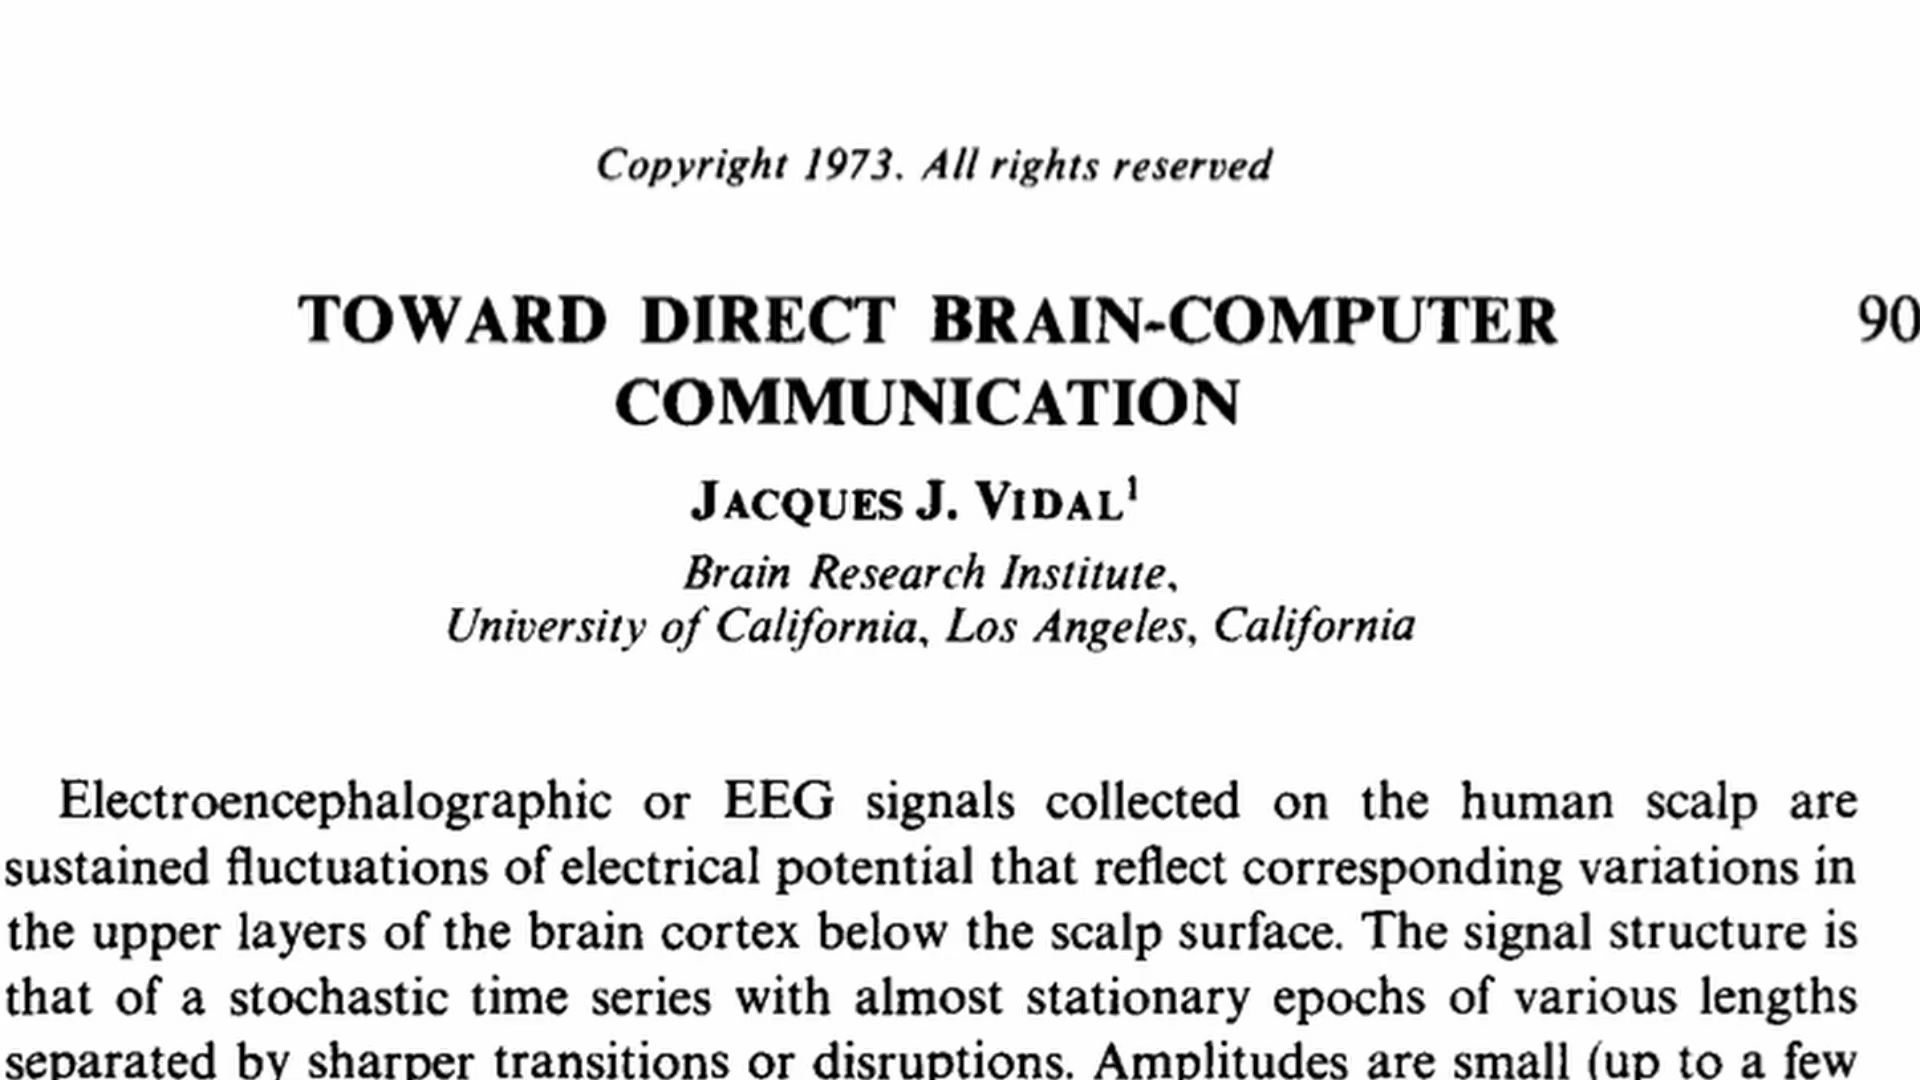 Copyright 1973. All rights reserved
TOWARD DIRECT BRAIN-COMPUTER 90
COMMUNICATION
JACQUES J. VIDAL¹
Brain Research Institute,
University of California, Los Angeles, California
Electroencephalographic or EEG signals collected on the human scalp are
sustained fluctuations of electrical potential that reflect corresponding variations in
the upper layers of the brain cortex below the scalp surface. The signal structure is
that of a stochastic time series with almost stationary epochs of various lengths
separated by sharper transitions or disruptions. Amplitudes are small (up to a few